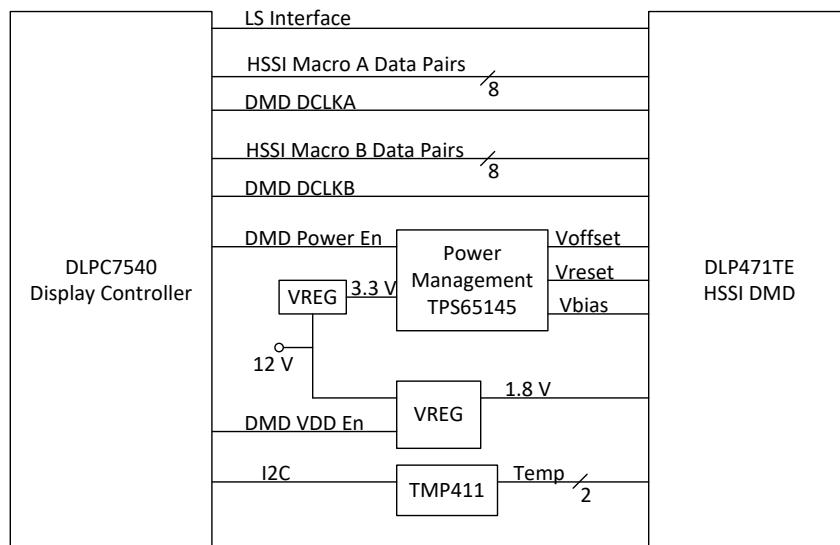 LS Interface
HSSI Macro A Data Pairs
8
DMD DCLKA
HSSI Macro B Data Pairs
8
DMD DCLKB
DMD Power En
Power
Management
TPS65145
Voffset
Vreset
Vbias
DLPC7540
Display Controller
DLP471TE
HSSI DMD
VREG
3.3 V
12 V
VREG
1.8 V
DMD VDD En
I2C
TMP411
Temp
2